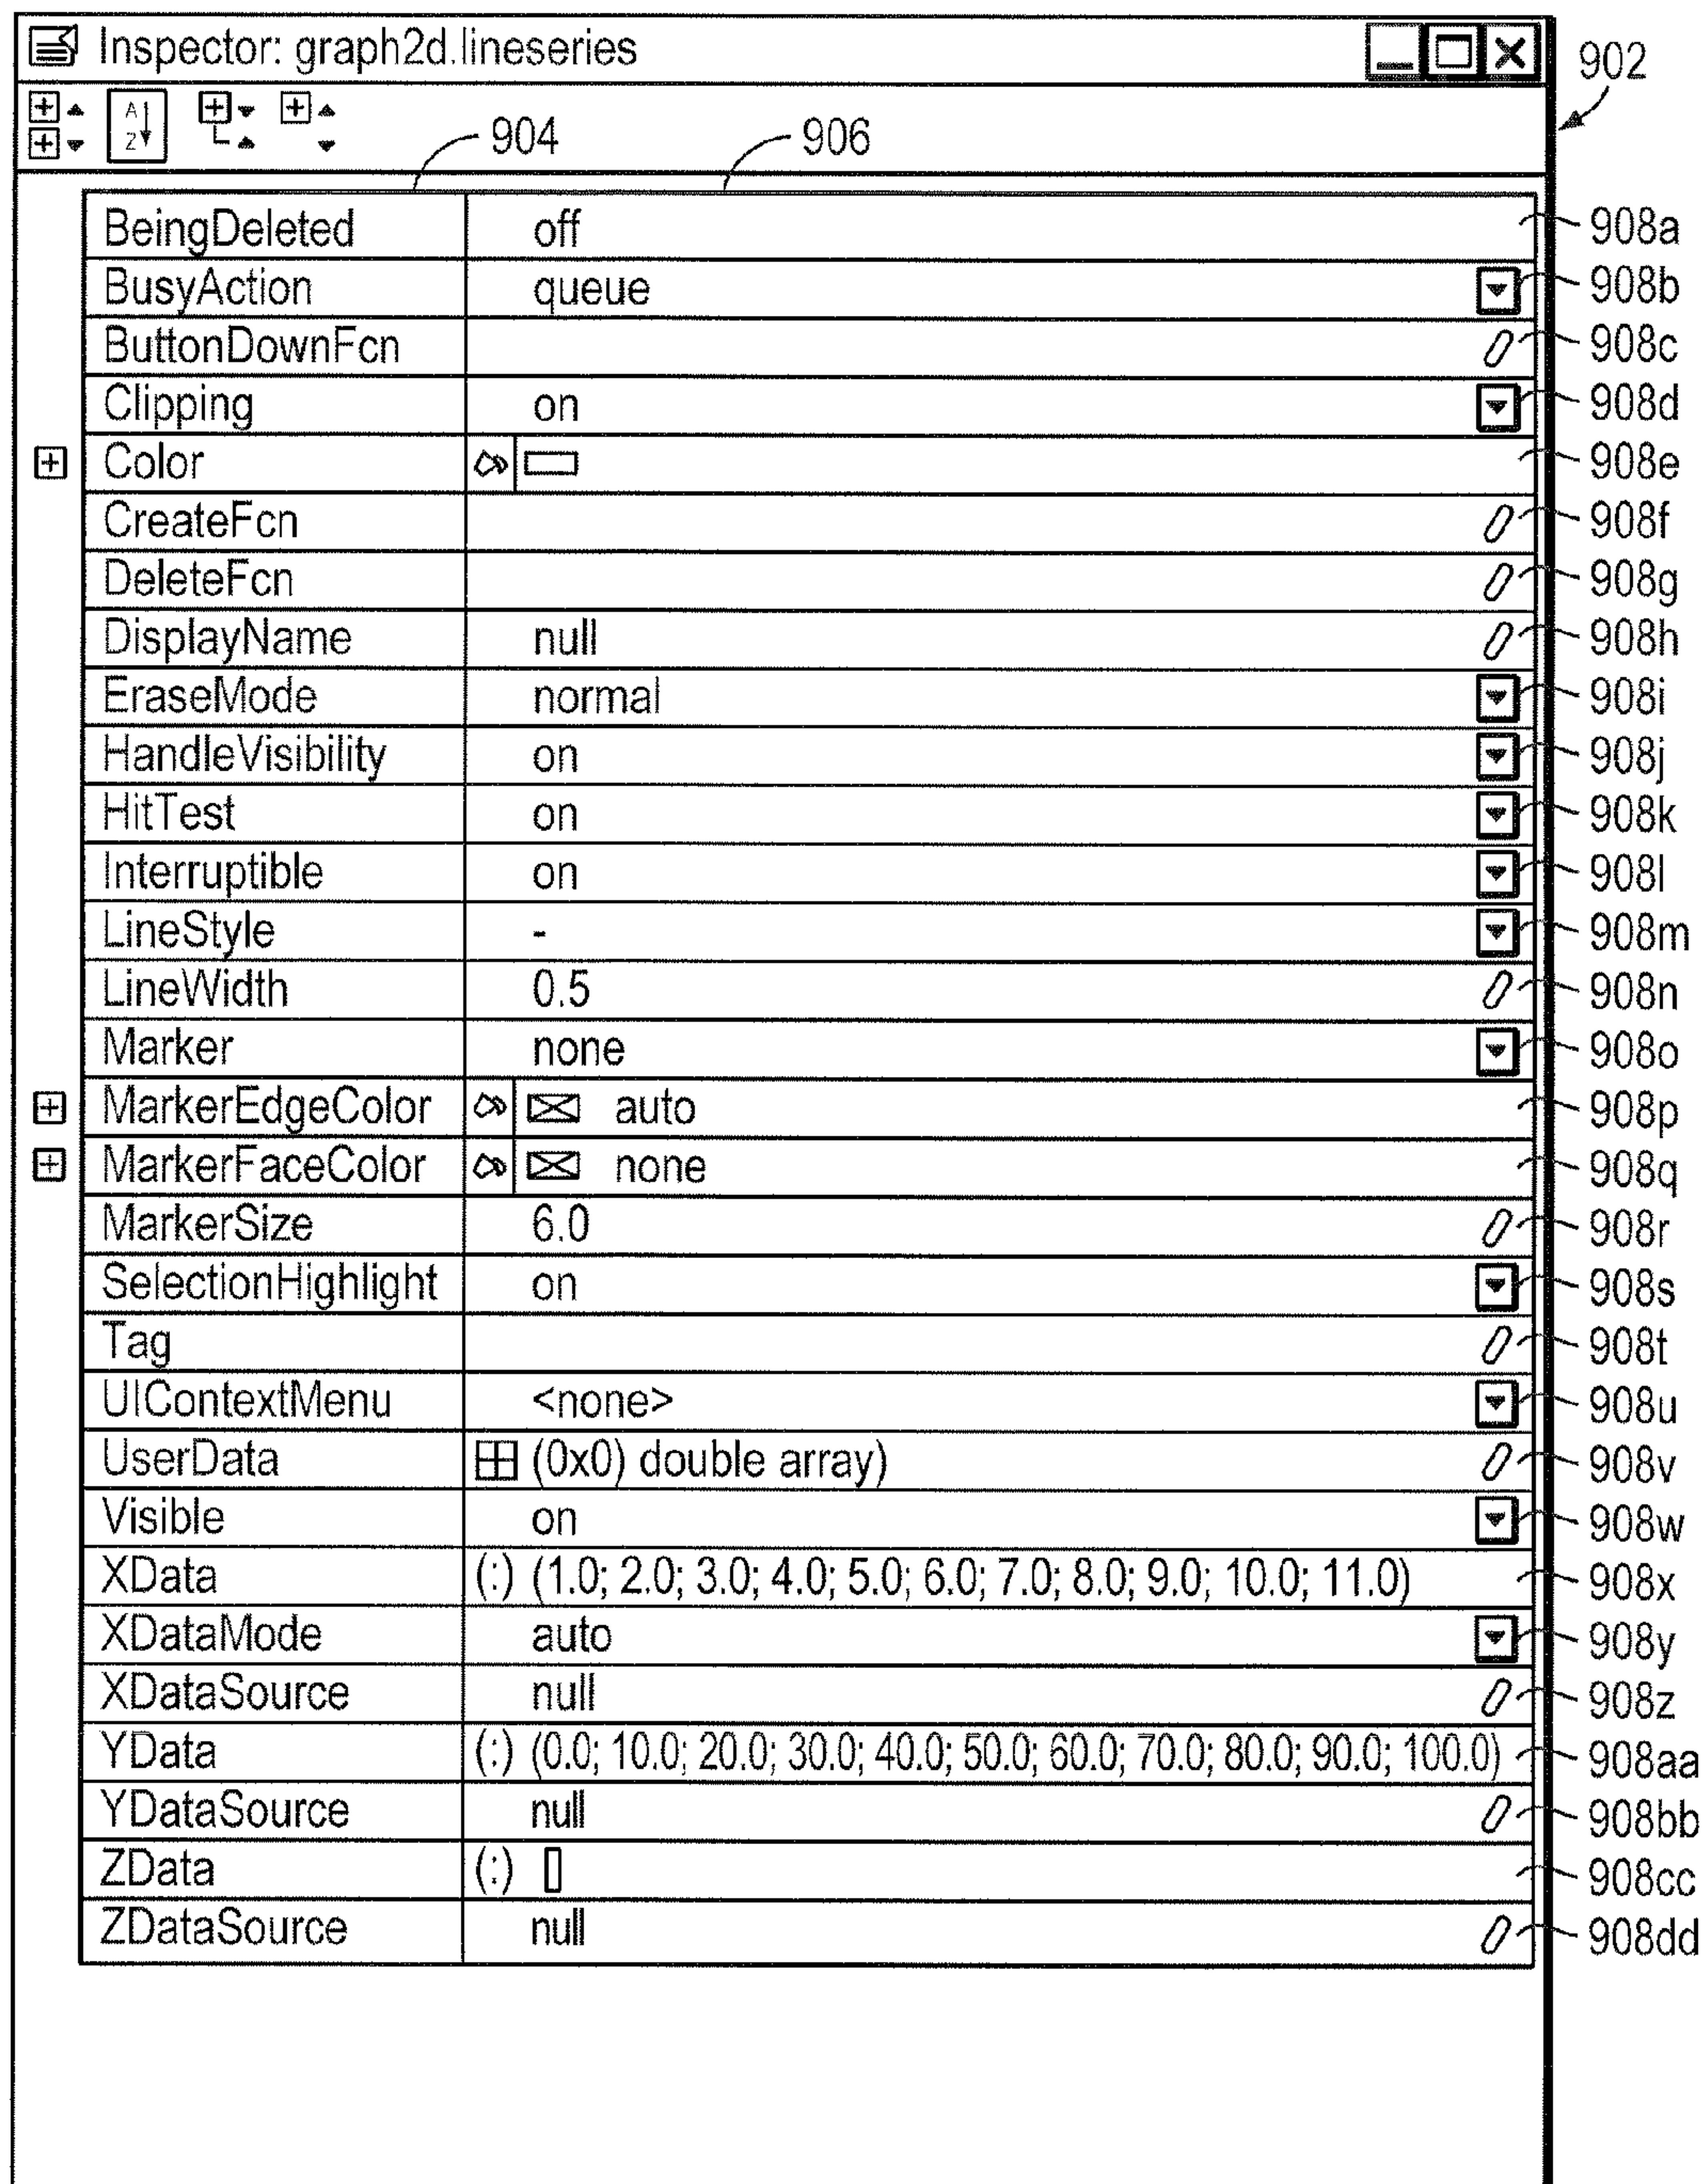 Inspector: graph2d.lineseries
902
A
Z
904
906
BeingDeleted off 908a
BusyAction queue 908b
ButtonDownFcn 908c
Clipping on 908d
Color 908e
CreateFcn 908f
DeleteFcn 908g
DisplayName null 908h
EraseMode normal 908i
HandleVisibility on 908j
HitTest on 908k
Interruptible on 908l
LineStyle - 908m
LineWidth 0.5 908n
Marker none 908o
MarkerEdgeColor auto 908p
MarkerFaceColor none 908q
MarkerSize 6.0 908r
SelectionHighlight on 908s
Tag 908t
UIContextMenu <none> 908u
UserData (0x0) double array) 908v
Visible on 908w
XData (:) (1.0; 2.0; 3.0; 4.0; 5.0; 6.0; 7.0; 8.0; 9.0; 10.0; 11.0) 908x
XDataMode auto 908y
XDataSource null 908z
YData (:) (0.0; 10.0; 20.0; 30.0; 40.0; 50.0; 60.0; 70.0; 80.0; 90.0; 100.0) 908aa
YDataSource null 908bb
ZData (:) [] 908cc
ZDataSource null 908dd